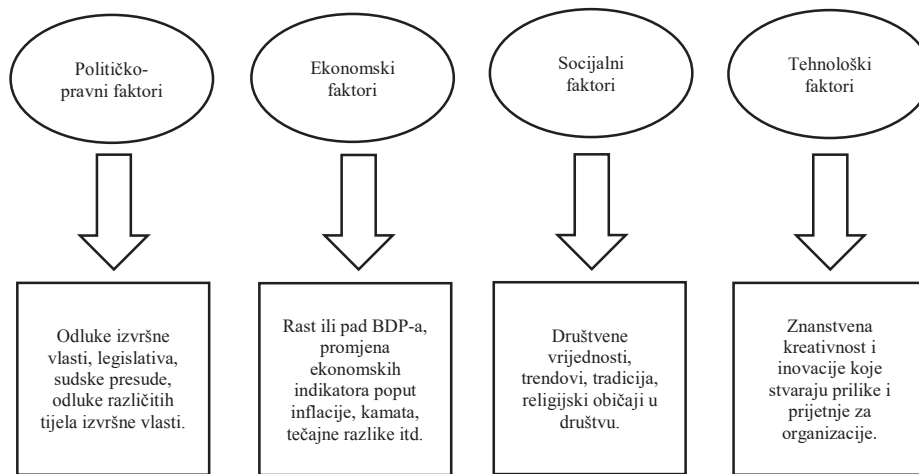 Političko-
pravni faktori
Ekonomski
faktori
Socijalni
faktori
Tehnološki
faktori
Odluke izvršne
vlasti, legislativa,
sudske presude,
odluke različitih
tijela izvršne vlasti.
Rast ili pad BDP-a,
promjena
ekonomskih
indikatora poput
inflacije, kamata,
tečajne razlike itd.
Društvene
vrijednosti,
trendovi, tradicija,
religijski običaji u
društvu.
Znanstvena
kreativnost i
inovacije koje
stvaraju prilike i
prijetnje za
organizacije.